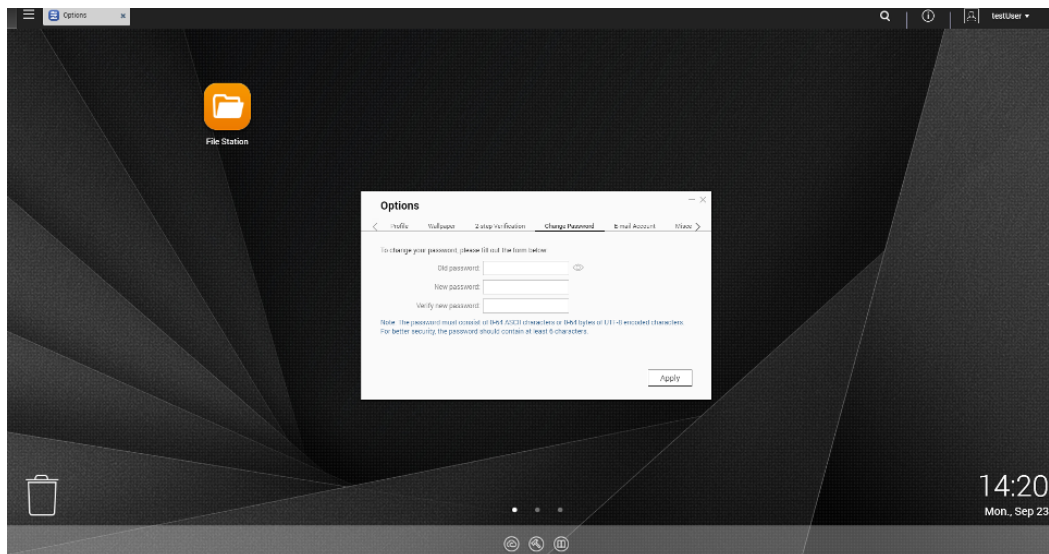 Options
testUser
File Station
Options
Profile
Wallpaper
2-step Verification
Change Password
E-mail Account
To change your password, please fill out the form below
Old password:
New password:
Verify new password:
Note: The password must consist of 0-64 ASCII characters or 0-64 bytes of UTF-8 encoded characters.
For better security, the password should contain at least 6 characters.
Apply
14:20
Mon., Sep 23